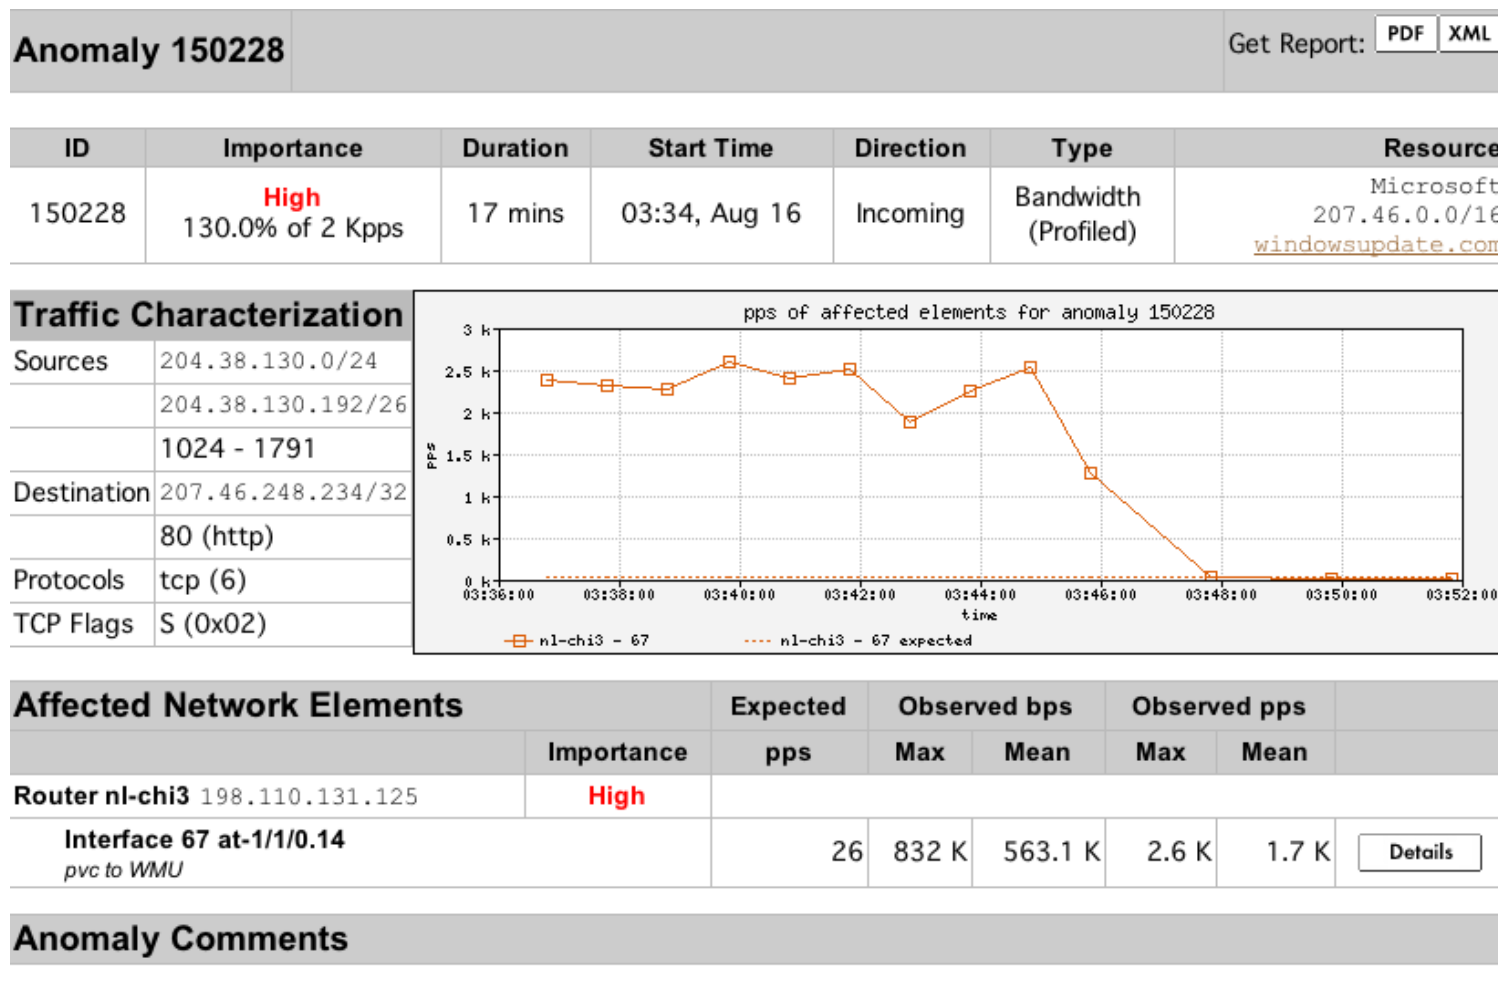 Anomaly 150228
Get Report: PDF XML
ID Importance Duration Start Time Direction Type Resource
150228 High 130.0% of 2 Kpps 17 mins 03:34, Aug 16 Incoming Bandwidth (Profiled) Microsoft 207.46.0.0/16 windowsupdate.com
Traffic Characterization
Sources 204.38.130.0/24
204.38.130.192/26
1024 - 1791
Destination 207.46.248.234/32
80 (http)
Protocols tcp (6)
TCP Flags S (0x02)
pps of affected elements for anomaly 150228
3 k
2.5 k
2 k
1.5 k
1 k
0.5 k
0 k
pps
03:36:00 03:38:00 03:40:00 03:42:00 03:44:00 03:46:00 03:48:00 03:50:00 03:52:00
time
nl-chi3 - 67 nl-chi3 - 67 expected
Affected Network Elements Expected Observed bps Observed pps
Importance pps Max Mean Max Mean
Router nl-chi3 198.110.131.125 High
Interface 67 at-1/1/0.14
pvc to WMU
26 832 K 563.1 K 2.6 K 1.7 K Details
Anomaly Comments